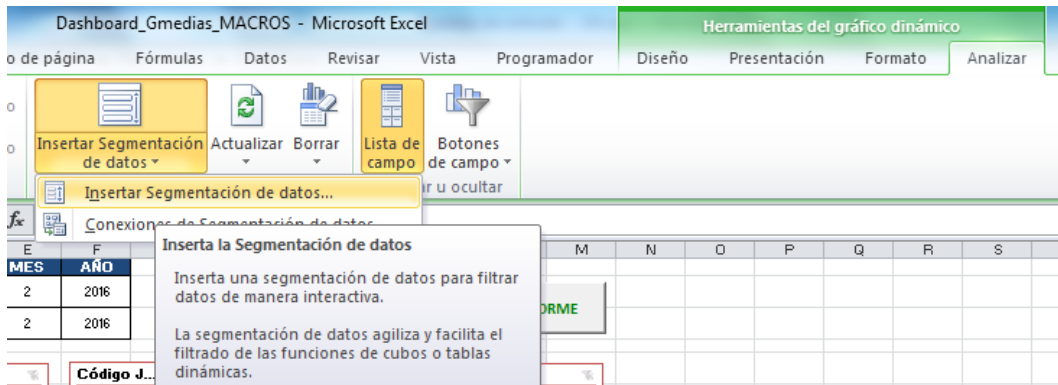 Dashboard_Gmedias_MACROS - Microsoft Excel
Herramientas del gráfico dinámico
o de página Fórmulas Datos Revisar Vista Programador Diseño Presentación Formato Analizar
Insertar Segmentación de datos
Actualizar
Borrar
Lista de campo
Botones de campo
r u ocultar
Insertar Segmentación de datos...
Conexiones de Segmentación de datos
fx
Inserta la Segmentación de datos
Inserta una segmentación de datos para filtrar
datos de manera interactiva.
La segmentación de datos agiliza y facilita el
filtrado de las funciones de cubos o tablas
dinámicas.
E F M N O P Q R S
MES AÑO
2 2016
2 2016
ORME
Código J...